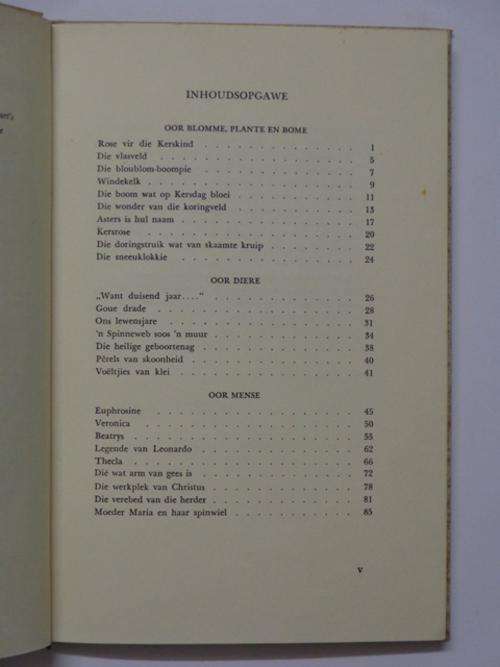 INHOUDSOPGAWE
OOR BLOMME, PLANTE EN BOME
Rose vir die Kerskind . . . . . . . . . . . . 1
Die vlasveld . . . . . . . . . . . . . . . 5
Die bloublom-boompie . . . . . . . . . . . . 7
Windekelk . . . . . . . . . . . . . . . . 9
Die boom wat op Kersdag bloei . . . . . . . . . 11
Die wonder van die koringveld . . . . . . . . . 13
Asters is hul naam . . . . . . . . . . . . . 17
Kersrose . . . . . . . . . . . . . . . . 20
Die doringstruik wat van skaamte kruip . . . . . . 22
Die sneeuklokkie . . . . . . . . . . . . . 24
OOR DIERE
„Want duisend jaar....“ . . . . . . . . . . . 26
Goue drade . . . . . . . . . . . . . . . 28
Ons lewensjare . . . . . . . . . . . . . . 31
'n Spinneweb soos 'n muur . . . . . . . . . . 34
Die heilige geboortenag . . . . . . . . . . . 38
Pêrels van skoonheid . . . . . . . . . . . . 40
Voëltjies van klei . . . . . . . . . . . . . 41
OOR MENSE
Euphrosine . . . . . . . . . . . . . . . 45
Veronica . . . . . . . . . . . . . . . . 50
Beatrys . . . . . . . . . . . . . . . . . 55
Legende van Leonardo . . . . . . . . . . . . 62
Thecla . . . . . . . . . . . . . . . . . 66
Dié wat arm van gees is . . . . . . . . . . . 72
Die werkplek van Christus . . . . . . . . . . 78
Die verebed van die herder . . . . . . . . . . 81
Moeder Maria en haar spinwiel . . . . . . . . . 85
v